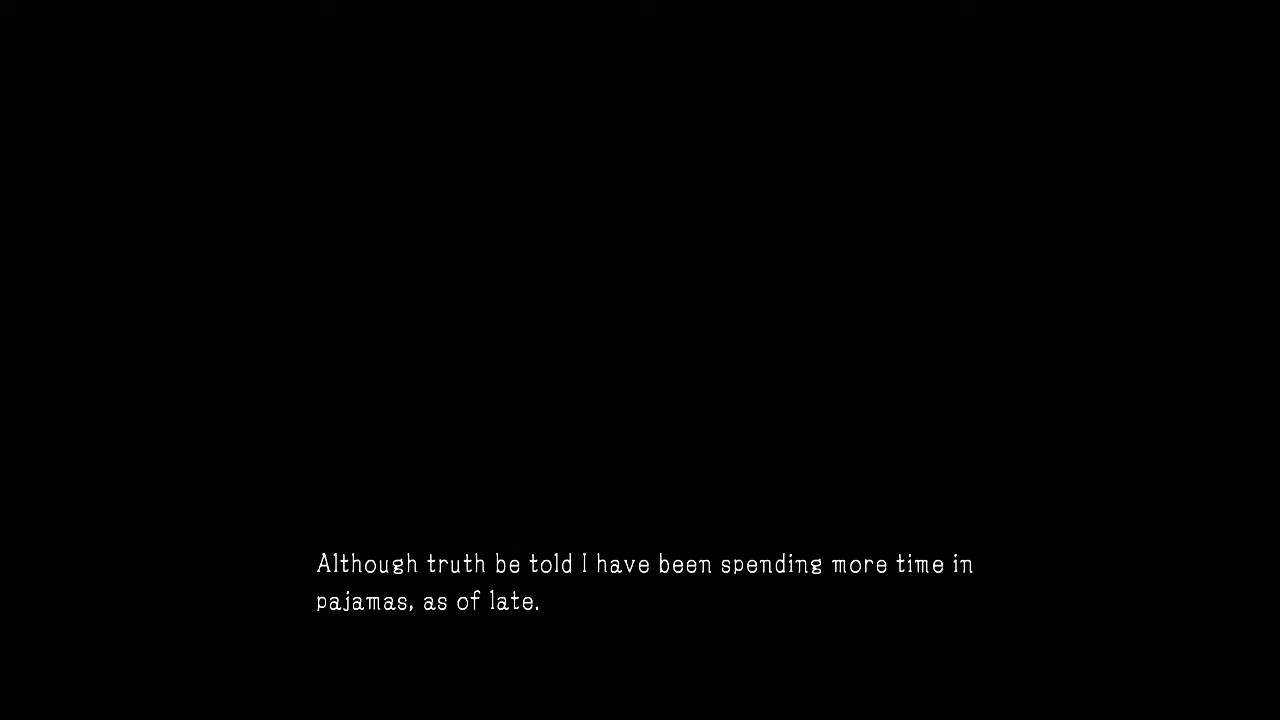 Although truth be told I have been spending more time in
pajamas, as of late.